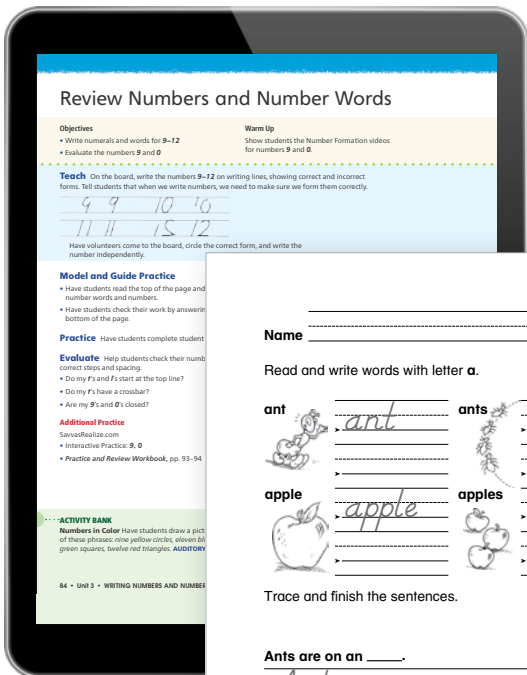 Review Numbers and Number Words
Objectives
• Write numerals and words for 9–12
• Evaluate the numbers 9 and 0
Warm Up
Show students the Number Formation videos
for numbers 9 and 0.
Teach On the board, write the numbers 9–12 on writing lines, showing correct and incorrect
forms. Tell students that when we write numbers, we need to make sure we form them correctly.
9 9 10 10
11 11 12 12
Have volunteers come to the board, circle the correct form, and write the
number independently.
Model and Guide Practice
• Have students read the top of the page and
number words and numbers.
• Have students check their work by answerin
bottom of the page.
Practice Have students complete student
Evaluate Help students check their numb
correct steps and spacing.
• Do my t's and l's start at the top line?
• Do my t's have a crossbar?
• Are my 9's and 0's closed?
Additional Practice
SavvasRealize.com
• Interactive Practice: 9, 0
• Practice and Review Workbook, pp. 93–94
ACTIVITY BANK
Numbers in Color Have students draw a pict
of these phrases: nine yellow circles, eleven bl
green squares, twelve red triangles. AUDITORY
84 • Unit 3 • WRITING NUMBERS AND NUMBER
Name
Read and write words with letter a.
ant
ant
ants
apple
apple
apples
Trace and finish the sentences.
Ants are on an _____.